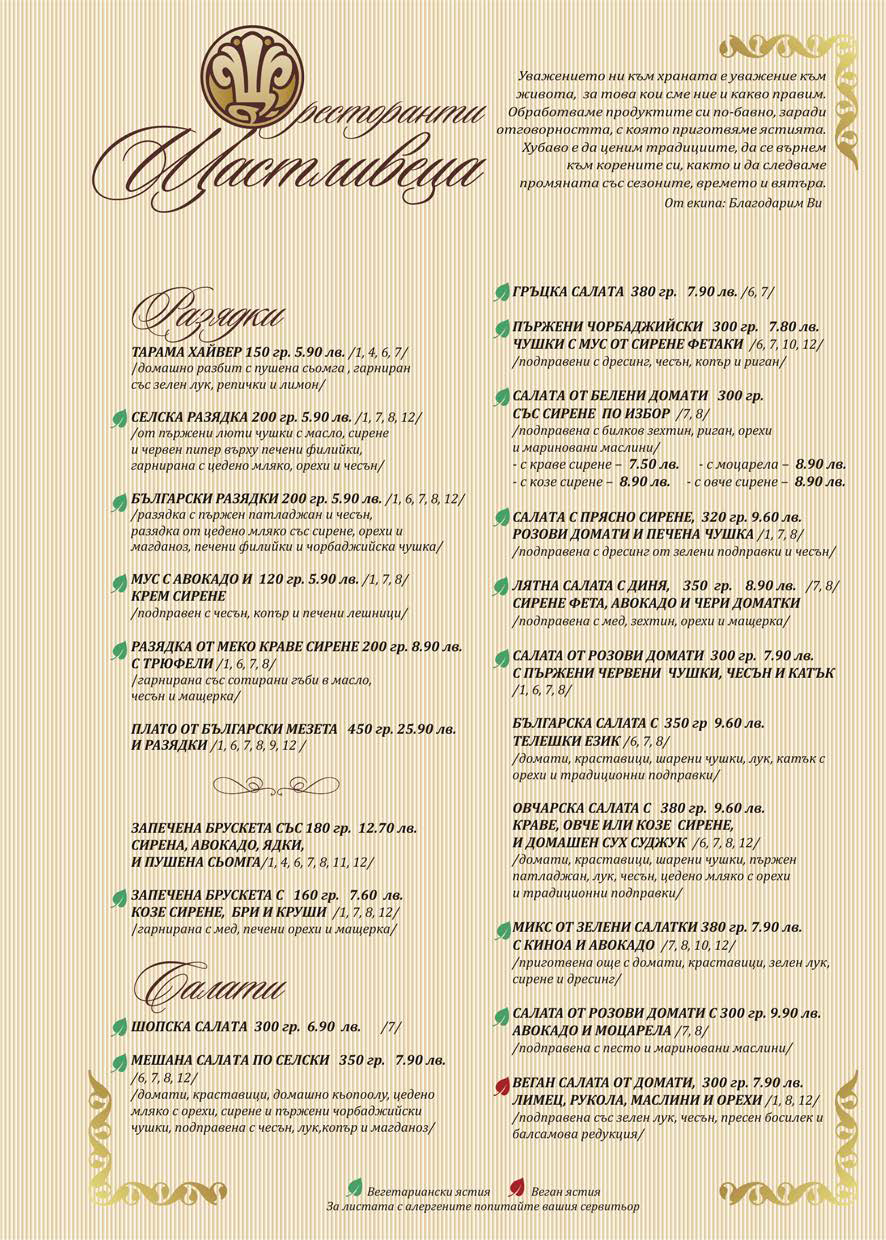 ресторанти
Щастливеца
Уважението ни към храната е уважение към
живота, за това кои сме ние и какво правим.
Обработваме продуктите си по-бавно, заради
отговорността, с която приготвяме ястията.
Хубаво е да ценим традициите, да се върнем
към корените си, както и да следваме
промяната със сезоните, времето и вятъра.
От екипа: Благодарим Ви
Разядки
ТАРАМА ХАЙВЕР 150 гр. 5.90 лв. /1, 4, 6, 7/
/домашно разбит с пушена сьомга , гарниран
със зелен лук, репички и лимон/
СЕЛСКА РАЗЯДКА 200 гр. 5.90 лв. /1, 7, 8, 12/
/от пържени люти чушки с масло, сирене
и червен пипер върху печени филийки,
гарнирана с цедено мляко, орехи и чесън/
БЪЛГАРСКИ РАЗЯДКИ 200 гр. 5.90 лв. /1, 6, 7, 8, 12/
/разядка с пържен патладжан и чесън,
разядка от цедено мляко със сирене, орехи и
магданоз, печени филийки и чорбаджийска чушка/
МУС С АВОКАДО И 120 гр. 5.90 лв. /1, 7, 8/
КРЕМ СИРЕНЕ
/подправен с чесън, копър и печени лешници/
РАЗЯДКА ОТ МЕКО КРАВЕ СИРЕНЕ 200 гр. 8.90 лв.
С ТРЮФЕЛИ /1, 6, 7, 8/
/гарнирана със сотирани гъби в масло,
чесън и мащерка/
ПЛАТО ОТ БЪЛГАРСКИ МЕЗЕТА 450 гр. 25.90 лв.
И РАЗЯДКИ /1, 6, 7, 8, 9, 12 /
ЗАПЕЧЕНА БРУСКЕТА СЪС 180 гр. 12.70 лв.
СИРЕНА, АВОКАДО, ЯДКИ,
И ПУШЕНА СЬОМГА/1, 4, 6, 7, 8, 11, 12/
ЗАПЕЧЕНА БРУСКЕТА С 160 гр. 7.60 лв.
КОЗЕ СИРЕНЕ, БРИ И КРУШИ /1, 7, 8, 12/
/гарнирана с мед, печени орехи и мащерка/
Салати
ШОПСКА САЛАТА 300 гр. 6.90 лв. /7/
МЕШАНА САЛАТА ПО СЕЛСКИ 350 гр. 7.90 лв.
/6, 7, 8, 12/
/домати, краставици, домашно кьопоолу, цедено
мляко с орехи, сирене и пържени чорбаджийски
чушки, подправена с чесън, лук,копър и магданоз/
ГРЪЦКА САЛАТА 380 гр. 7.90 лв. /6, 7/
ПЪРЖЕНИ ЧОРБАДЖИЙСКИ 300 гр. 7.80 лв.
ЧУШКИ С МУС ОТ СИРЕНЕ ФЕТАКИ /6, 7, 10, 12/
/подправени с дресинг, чесън, копър и риган/
САЛАТА ОТ БЕЛЕНИ ДОМАТИ 300 гр.
СЪС СИРЕНЕ ПО ИЗБОР /7, 8/
/подправена с билков зехтин, риган, орехи
и мариновани маслини/
- с краве сирене – 7.50 лв. - с моцарела – 8.90 лв.
- с козе сирене – 8.90 лв. - с овче сирене – 8.90 лв.
САЛАТА С ПРЯСНО СИРЕНЕ, 320 гр. 9.60 лв.
РОЗОВИ ДОМАТИ И ПЕЧЕНА ЧУШКА /1, 7, 8/
/подправена с дресинг от зелени подправки и чесън/
ЛЯТНА САЛАТА С ДИНЯ, 350 гр. 8.90 лв. /7, 8/
СИРЕНЕ ФЕТА, АВОКАДО И ЧЕРИ ДОМАТКИ
/подправена с мед, зехтин, орехи и мащерка/
САЛАТА ОТ РОЗОВИ ДОМАТИ 300 гр. 7.90 лв.
С ПЪРЖЕНИ ЧЕРВЕНИ ЧУШКИ, ЧЕСЪН И КАТЪК
/1, 6, 7, 8/
БЪЛГАРСКА САЛАТА С 350 гр 9.60 лв.
ТЕЛЕШКИ ЕЗИК /6, 7, 8/
/домати, краставици, шарени чушки, лук, катък с
орехи и традиционни подправки/
ОВЧАРСКА САЛАТА С 380 гр. 9.60 лв.
КРАВЕ, ОВЧЕ ИЛИ КОЗЕ СИРЕНЕ,
И ДОМАШЕН СУХ СУДЖУК /6, 7, 8, 12/
/домати, краставици, шарени чушки, пържен
патладжан, лук, чесън, цедено мляко с орехи
и традиционни подправки/
МИКС ОТ ЗЕЛЕНИ САЛАТКИ 380 гр. 7.90 лв.
С КИНОА И АВОКАДО /7, 8, 10, 12/
/приготвена още с домати, краставици, зелен лук,
сирене и дресинг/
САЛАТА ОТ РОЗОВИ ДОМАТИ С 300 гр. 9.90 лв.
АВОКАДО И МОЦАРЕЛА /7, 8/
/подправена с песто и мариновани маслини/
ВЕГАН САЛАТА ОТ ДОМАТИ, 300 гр. 7.90 лв.
ЛИМЕЦ, РУКОЛА, МАСЛИНИ И ОРЕХИ /1, 8, 12/
/подправена със зелен лук, чесън, пресен босилек и
балсамова редукция/
Вегетариански ястия Веган ястия
За листата с алергените попитайте вашия сервитьор